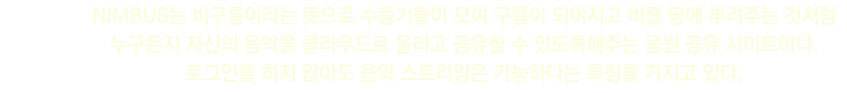 NIMBUS는 비구름이라는 뜻으로 수증기들이 모여 구름이 되어지고 비를 땅에 뿌려주는 것처럼
누구든지 자신의 음악을 클라우드로 올리고 공유할 수 있도록해주는 음원 공유 사이트이다.
로그인을 하지 않아도 음악 스트리밍은 가능하다는 특징을 가지고 있다.